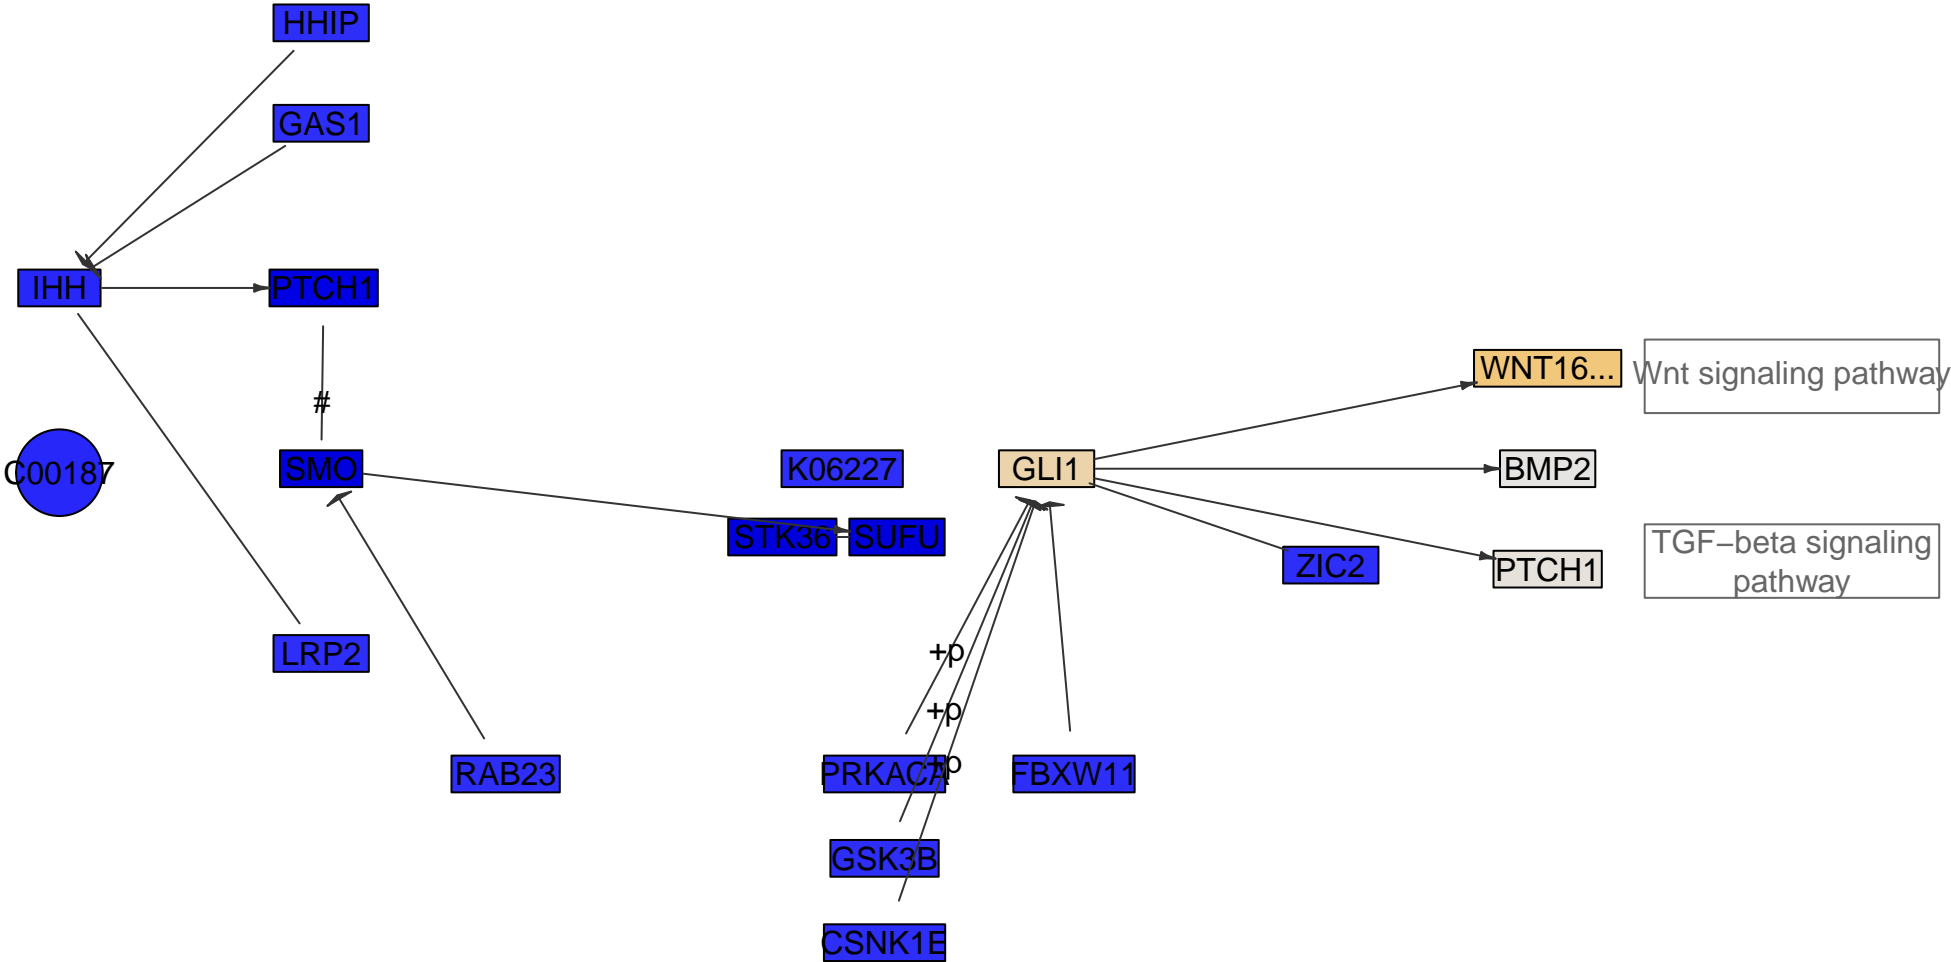 HHIP
GAS1
IHH
PTCH1
WNT16...
Wnt signaling pathway
#
C00187
SMO
K06227
GLI1
BMP2
STK36
SUFU
ZIC2
PTCH1
TGF−beta signaling
pathway
LRP2
+p
+p
+p
RAB23
PRKACA
FBXW11
GSK3B
CSNK1E